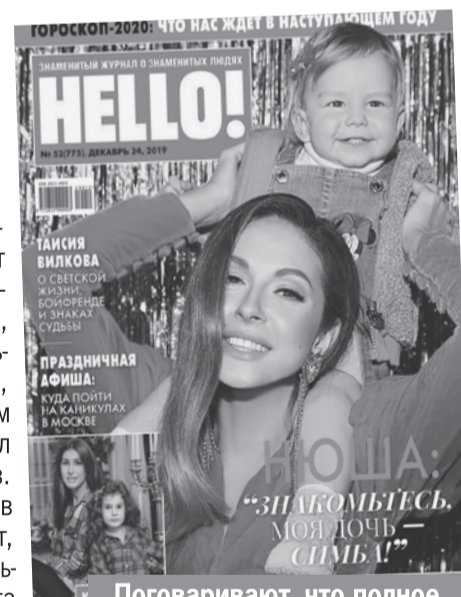 ГОРОСКОП-2020: ЧТО НАС ЖДЕТ В НАСТУПАЮЩЕМ ГОДУ
ЗНАМЕНИТЫЙ ЖУРНАЛ О ЗНАМЕНИТЫХ ЛЮДЯХ
HELLO!
№ 52(775), ДЕКАБРЬ 24, 2019
ТАИСИЯ
ВИЛКОВА
О СВЕТСКОЙ
ЖИЗНИ,
БОЙФРЕНДЕ
И ЗНАКАХ
СУДЬБЫ
ПРАЗДНИЧНАЯ
АФИША:
КУДА ПОЙТИ
НА КАНИКУЛАХ
В МОСКВЕ
НЮША:
“ЗНАКОМЬТЕСЬ,
МОЯ ДОЧЬ —
СИМБА!”
Поговаривают, что полное